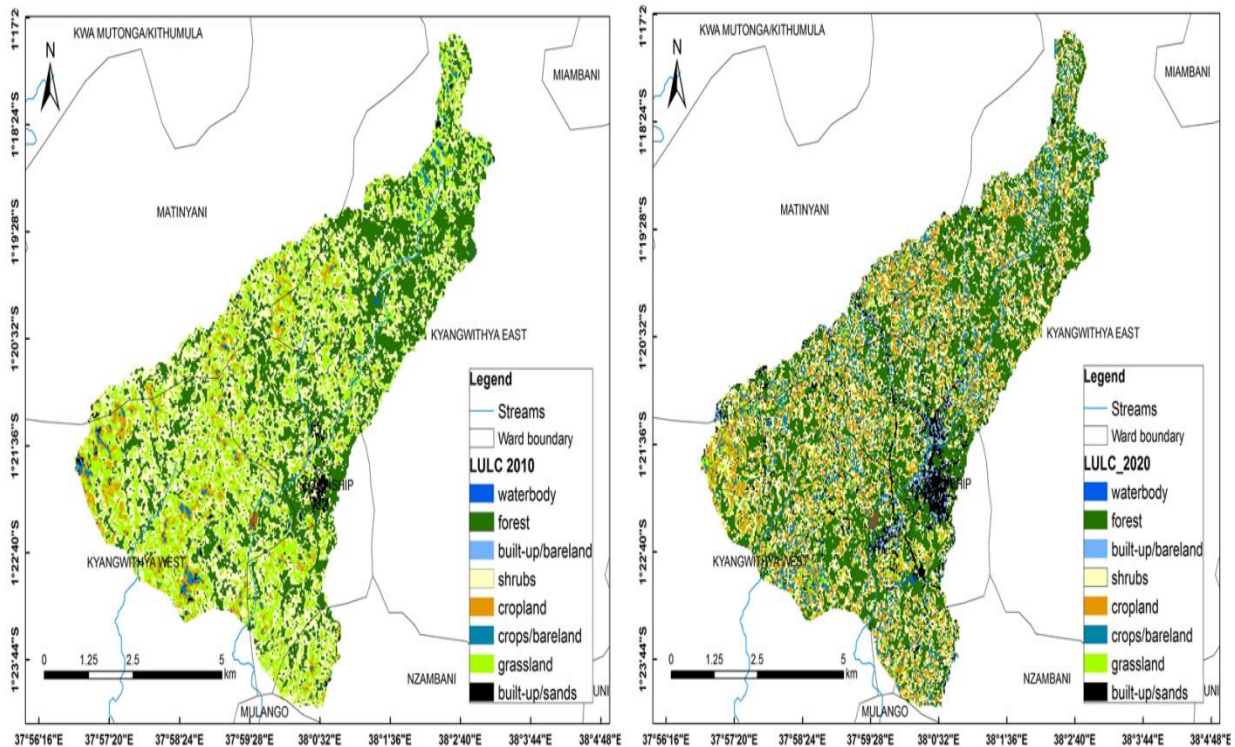 KWA MUTONGA/KITHUMULA
MIAMBANI
N
MATINYANI
KYANGWITHYA EAST
KYANGWITHYA WEST
NZAMBANI
MULANGO
UNI
Legend
Streams
Ward boundary
LULC 2010
waterbody
forest
built-up/bareland
shrubs
cropland
crops/bareland
grassland
built-up/sands
0 1.25 2.5 5
km
1°17'2
1°18'24"S
1°19'28"S
1°20'32"S
1°21'36"S
1°22'40"S
1°23'44"S
37°56'16"E 37°57'20"E 37°58'24"E 37°59'28"E 38°0'32"E 38°1'36"E 38°2'40"E 38°3'44"E 38°4'48"E
KWA MUTONGA/KITHUMULA
MIAMBANI
N
MATINYANI
KYANGWITHYA EAST
KYANGWITHYA WEST
NZAMBANI
MULANGO
UNI
Legend
Streams
Ward boundary
LULC_2020
waterbody
forest
built-up/bareland
shrubs
cropland
crops/bareland
grassland
built-up/sands
0 1.25 2.5 5
km
1°17'2
1°18'24"S
1°19'28"S
1°20'32"S
1°21'36"S
1°22'40"S
1°23'44"S
37°56'16"E 37°57'20"E 37°58'24"E 37°59'28"E 38°0'32"E 38°1'36"E 38°2'40"E 38°3'44"E 38°4'48"E